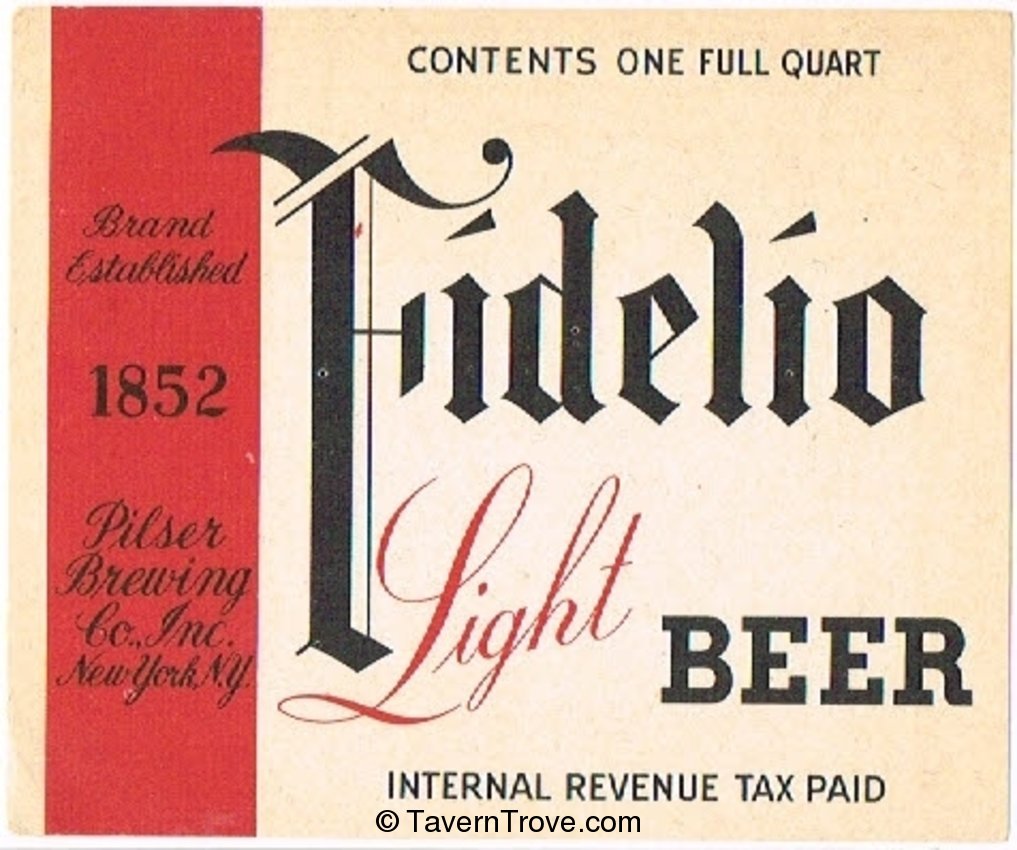 CONTENTS ONE FULL QUART
Fidelio
Light
BEER
INTERNAL REVENUE TAX PAID
Brand
Established
1852
Pilser
Brewing
Co., Inc.
New York, N.Y.
© TavernTrove.com